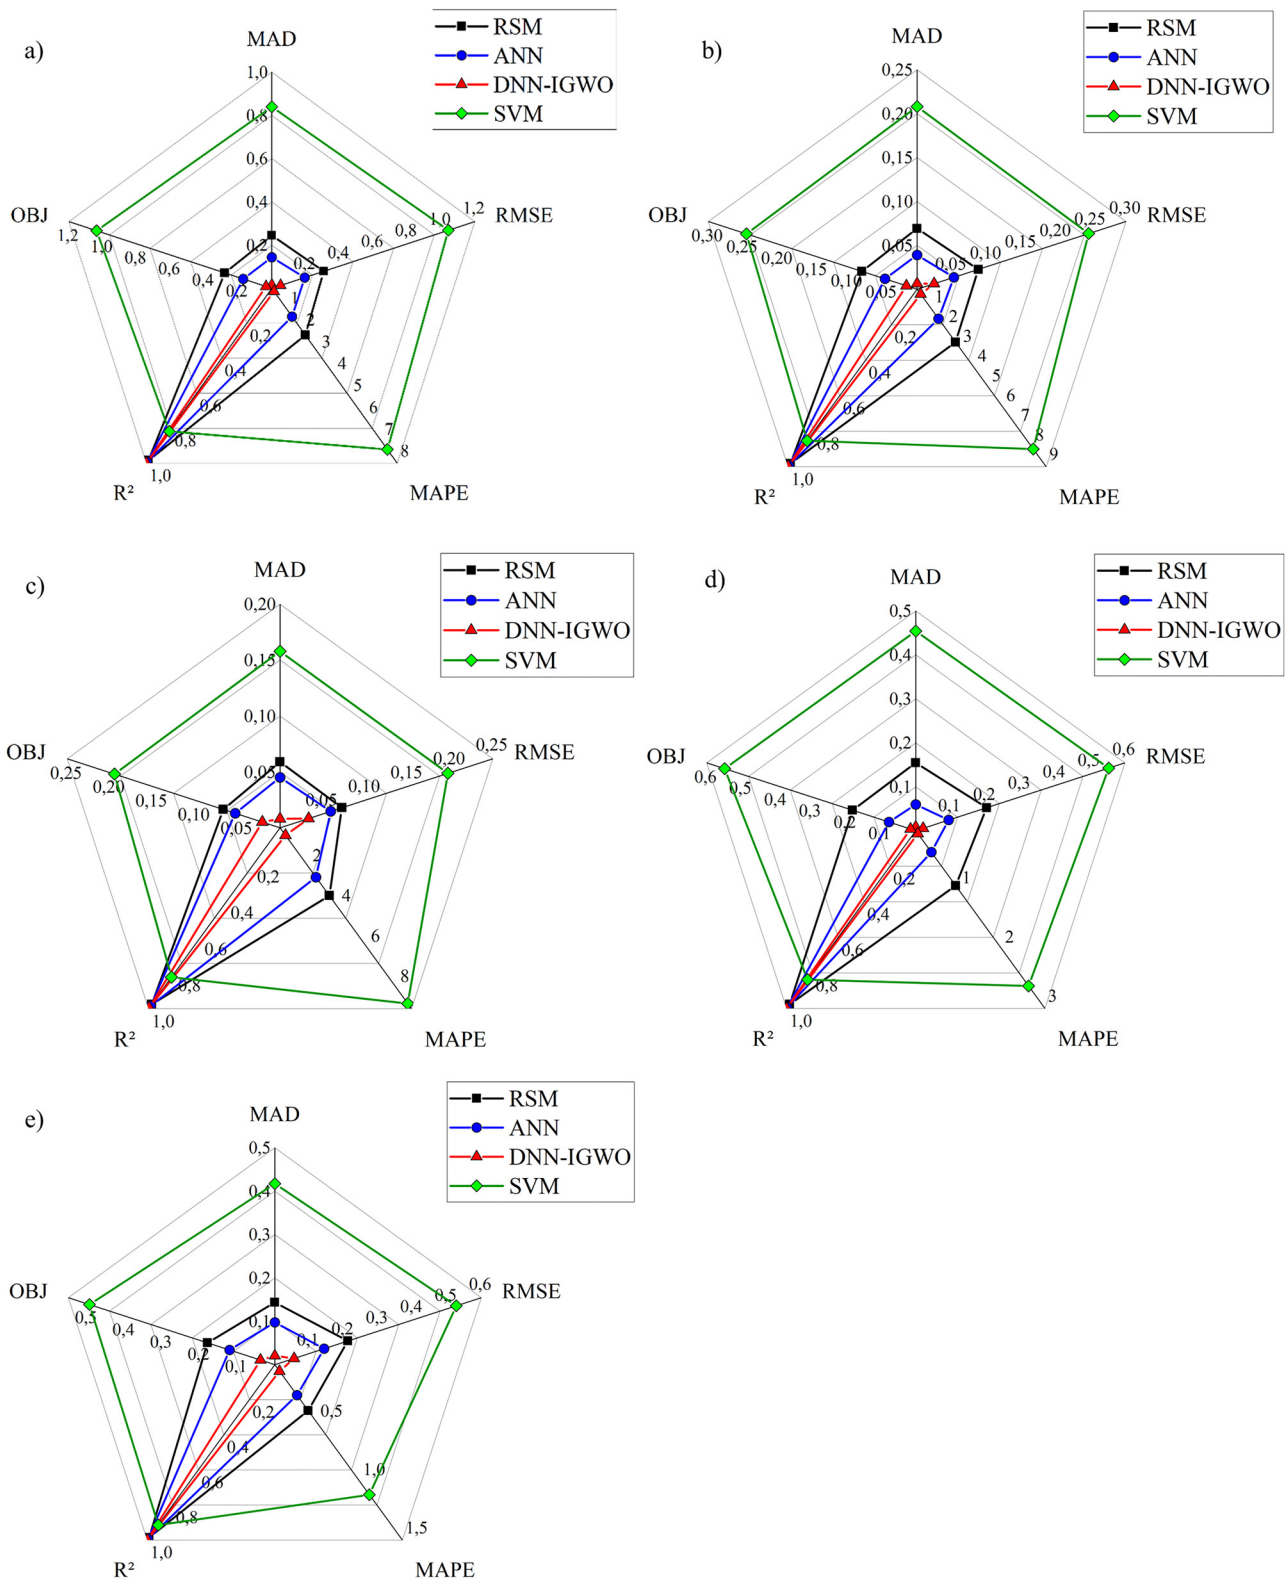 a)
MAD
RSM
ANN
DNN-IGWO
SVM
1,0
0,8
0,6
0,4
0,2
RMSE
0,2 0,4 0,6 0,8 1,0 1,2
MAPE
1 2 3 4 5 6 7 8
R²
0,2 0,4 0,6 0,8 1,0
OBJ
0,2 0,4 0,6 0,8 1,0 1,2
b)
MAD
RSM
ANN
DNN-IGWO
SVM
0,25
0,20
0,15
0,10
0,05
RMSE
0,05 0,10 0,15 0,20 0,25 0,30
MAPE
1 2 3 4 5 6 7 8 9
R²
0,2 0,4 0,6 0,8 1,0
OBJ
0,05 0,10 0,15 0,20 0,25 0,30
c)
MAD
RSM
ANN
DNN-IGWO
SVM
0,20
0,15
0,10
0,05
RMSE
0,05 0,10 0,15 0,20 0,25
MAPE
2 4 6 8
R²
0,2 0,4 0,6 0,8 1,0
OBJ
0,05 0,10 0,15 0,20 0,25
d)
MAD
RSM
ANN
DNN-IGWO
SVM
0,5
0,4
0,3
0,2
0,1
RMSE
0,1 0,2 0,3 0,4 0,5 0,6
MAPE
1 2 3
R²
0,2 0,4 0,6 0,8 1,0
OBJ
0,1 0,2 0,3 0,4 0,5 0,6
e)
MAD
RSM
ANN
DNN-IGWO
SVM
0,5
0,4
0,3
0,2
0,1
RMSE
0,1 0,2 0,3 0,4 0,5 0,6
MAPE
0,5 1,0 1,5
R²
0,2 0,4 0,6 0,8 1,0
OBJ
0,1 0,2 0,3 0,4 0,5